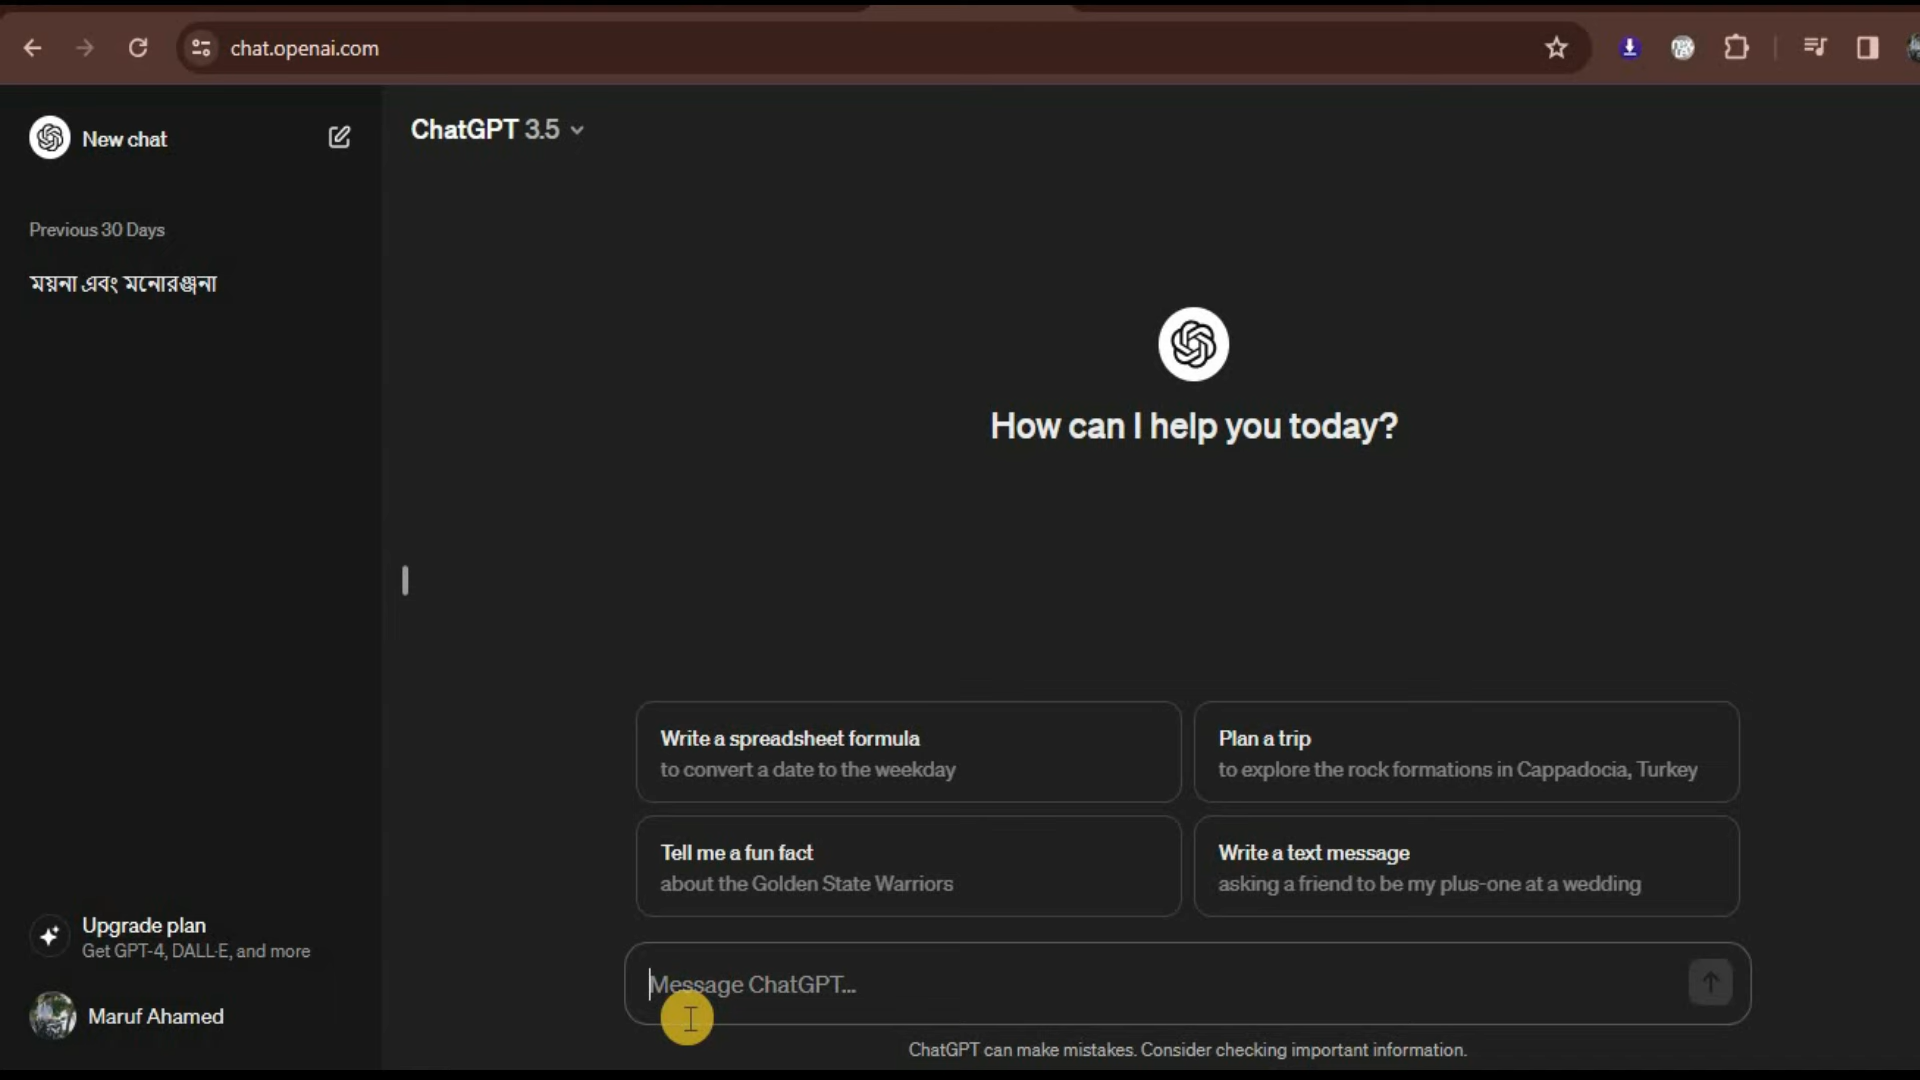 chat.openai.com
New chat
ChatGPT 3.5
Previous 30 Days
ময়না এবং মনোরঞ্জনা
How can I help you today?
Write a spreadsheet formula
to convert a date to the weekday
Plan a trip
to explore the rock formations in Cappadocia, Turkey
Tell me a fun fact
about the Golden State Warriors
Write a text message
asking a friend to be my plus-one at a wedding
Upgrade plan
Get GPT-4, DALL·E, and more
Message ChatGPT...
Maruf Ahamed
ChatGPT can make mistakes. Consider checking important information.